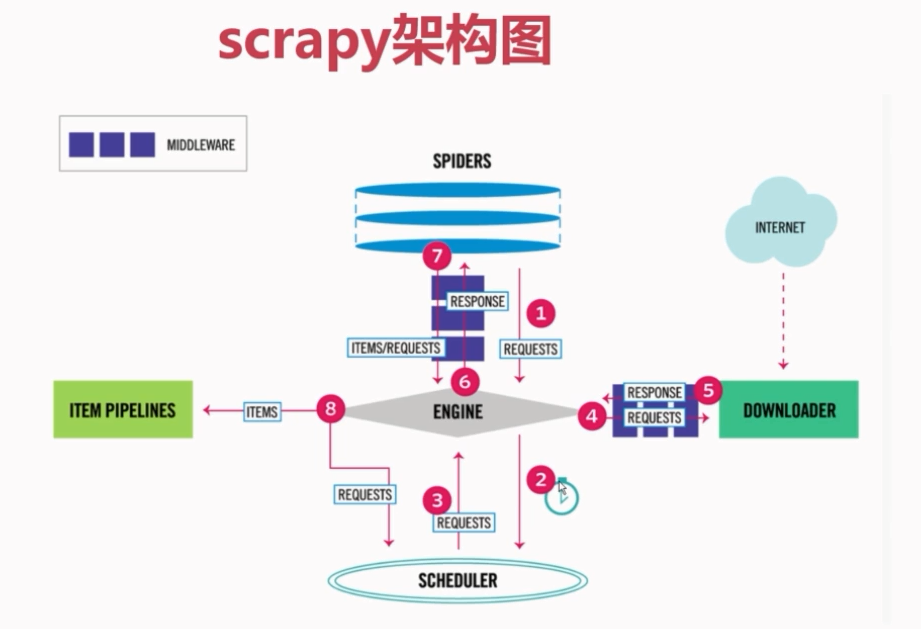 scrapy架构图
MIDDLEWARE
SPIDERS
INTERNET
7
RESPONSE
1
ITEMS/REQUESTS
REQUESTS
6
RESPONSE
5
ITEM PIPELINES
ITEMS
8
ENGINE
4
REQUESTS
DOWNLOADER
2
REQUESTS
3
REQUESTS
SCHEDULER